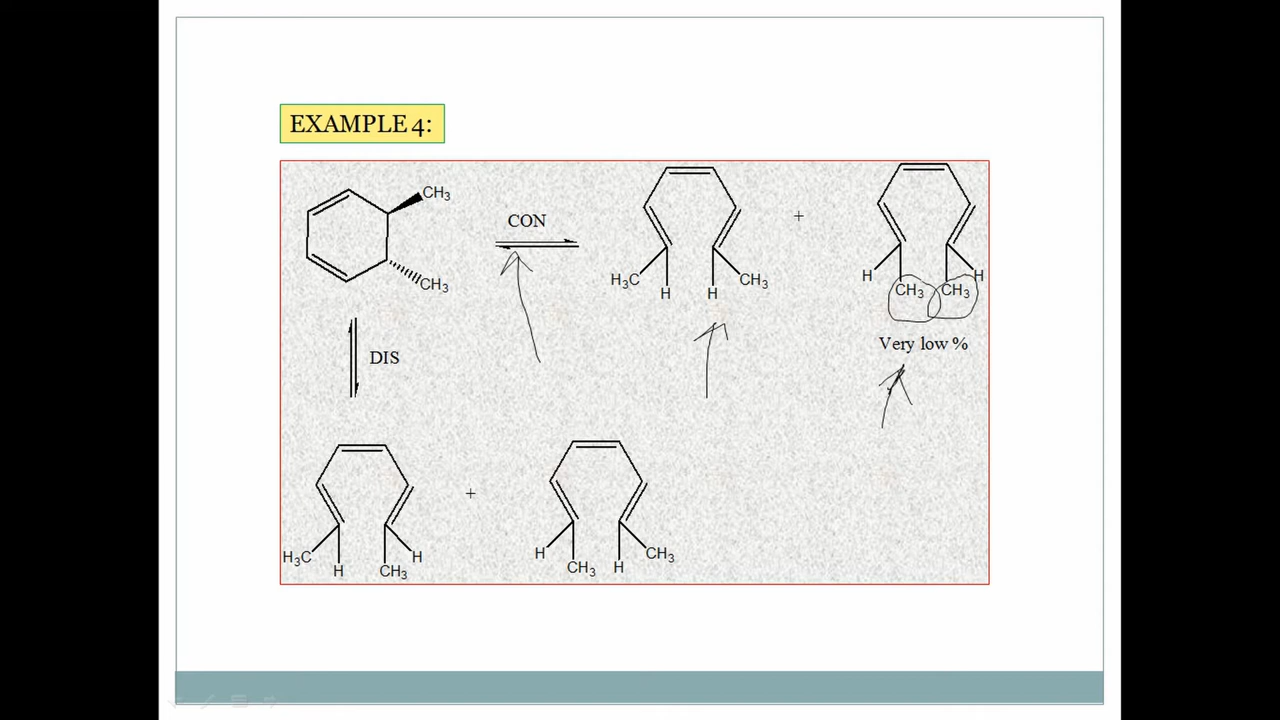 EXAMPLE 4:
CH3
CH3
CON
H3C
H
H
CH3
+
H
CH3
CH3
H
Very low %
DIS
H3C
H
CH3
H
+
H
CH3
H
CH3